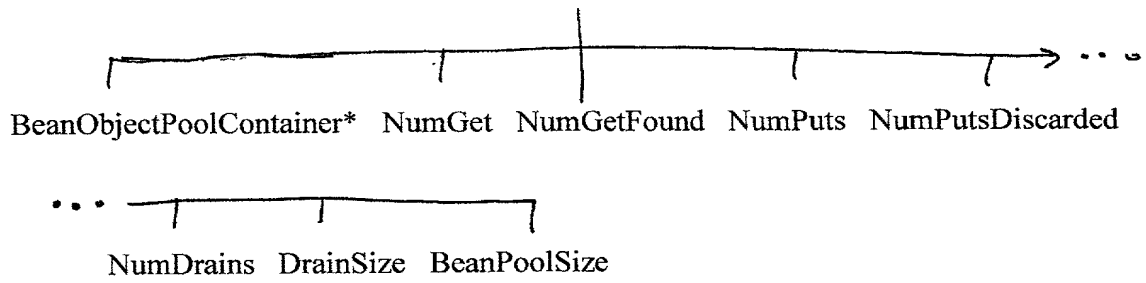 BeanObjectPoolContainer* NumGet NumGetFound NumPuts NumPutsDiscarded
NumDrains DrainSize BeanPoolSize